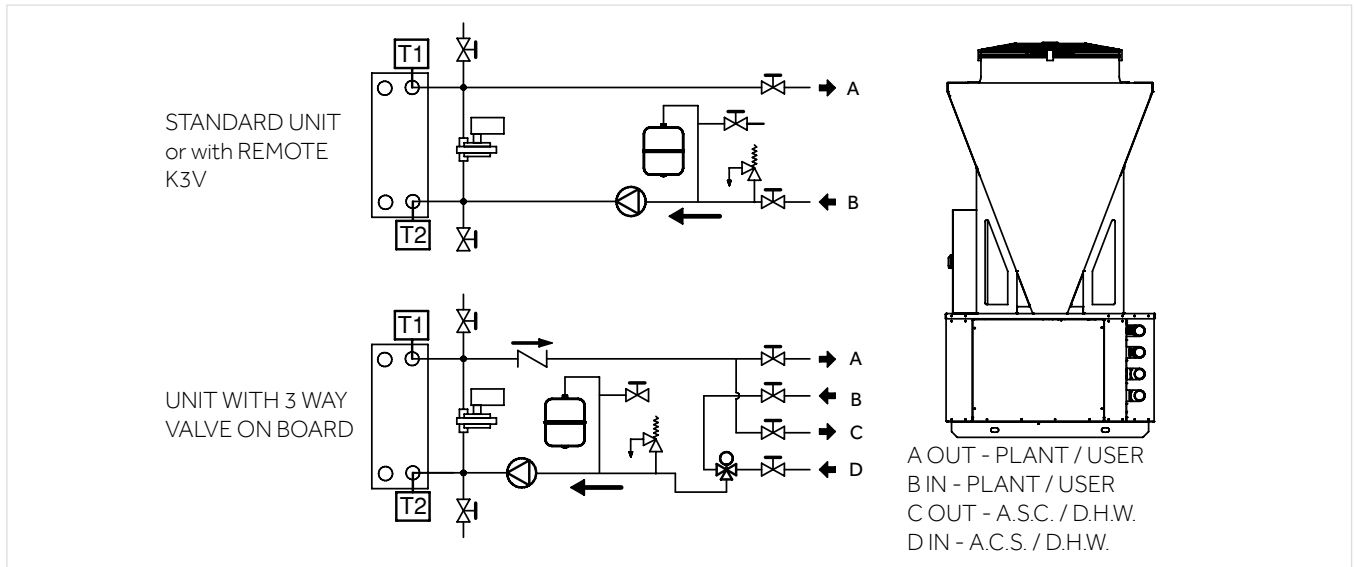 T1
STANDARD UNIT
or with REMOTE
K3V
T2
A
B
T1
UNIT WITH 3 WAY
VALVE ON BOARD
T2
A
B
C
D
A OUT - PLANT / USER
B IN - PLANT / USER
C OUT - A.S.C. / D.H.W.
D IN - A.C.S. / D.H.W.